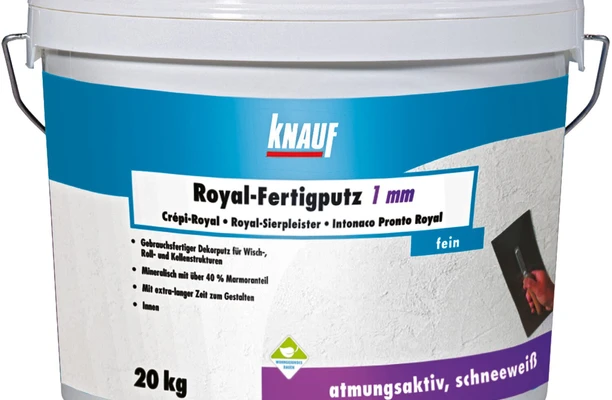 KNAUF
Royal-Fertigputz 1 mm
Crépi-Royal • Royal-Sierpleister • Intonaco Pronto Royal
fein
• Gebrauchsfertiger Dekorputz für Wisch-,
Roll- und Kellenstrukturen
• Mineralisch mit über 40 % Marmoranteil
• Mit extra-langer Zeit zum Gestalten
• Innen
20 kg
atmungsaktiv, schneeweiß